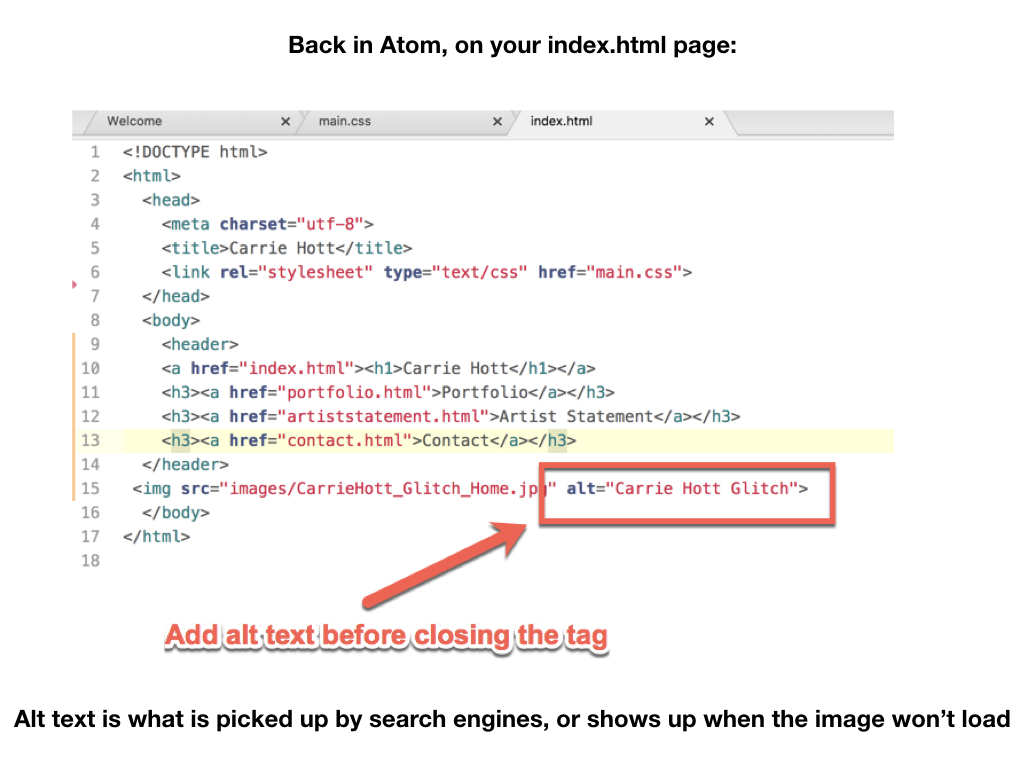 Back in Atom, on your index.html page:
Welcome × main.css × index.html ×
1 <!DOCTYPE html>
2 <html>
3 <head>
4 <meta charset="utf-8">
5 <title>Carrie Hott</title>
6 <link rel="stylesheet" type="text/css" href="main.css">
7 </head>
8 <body>
9 <header>
10 <a href="index.html"><h1>Carrie Hott</h1></a>
11 <h3><a href="portfolio.html">Portfolio</a></h3>
12 <h3><a href="artiststatement.html">Artist Statement</a></h3>
13 <h3><a href="contact.html">Contact</a></h3>
14 </header>
15 <img src="images/CarrieHott_Glitch_Home.jpg" alt="Carrie Hott Glitch">
16 </body>
17 </html>
18
Add alt text before closing the tag
Alt text is what is picked up by search engines, or shows up when the image won’t load